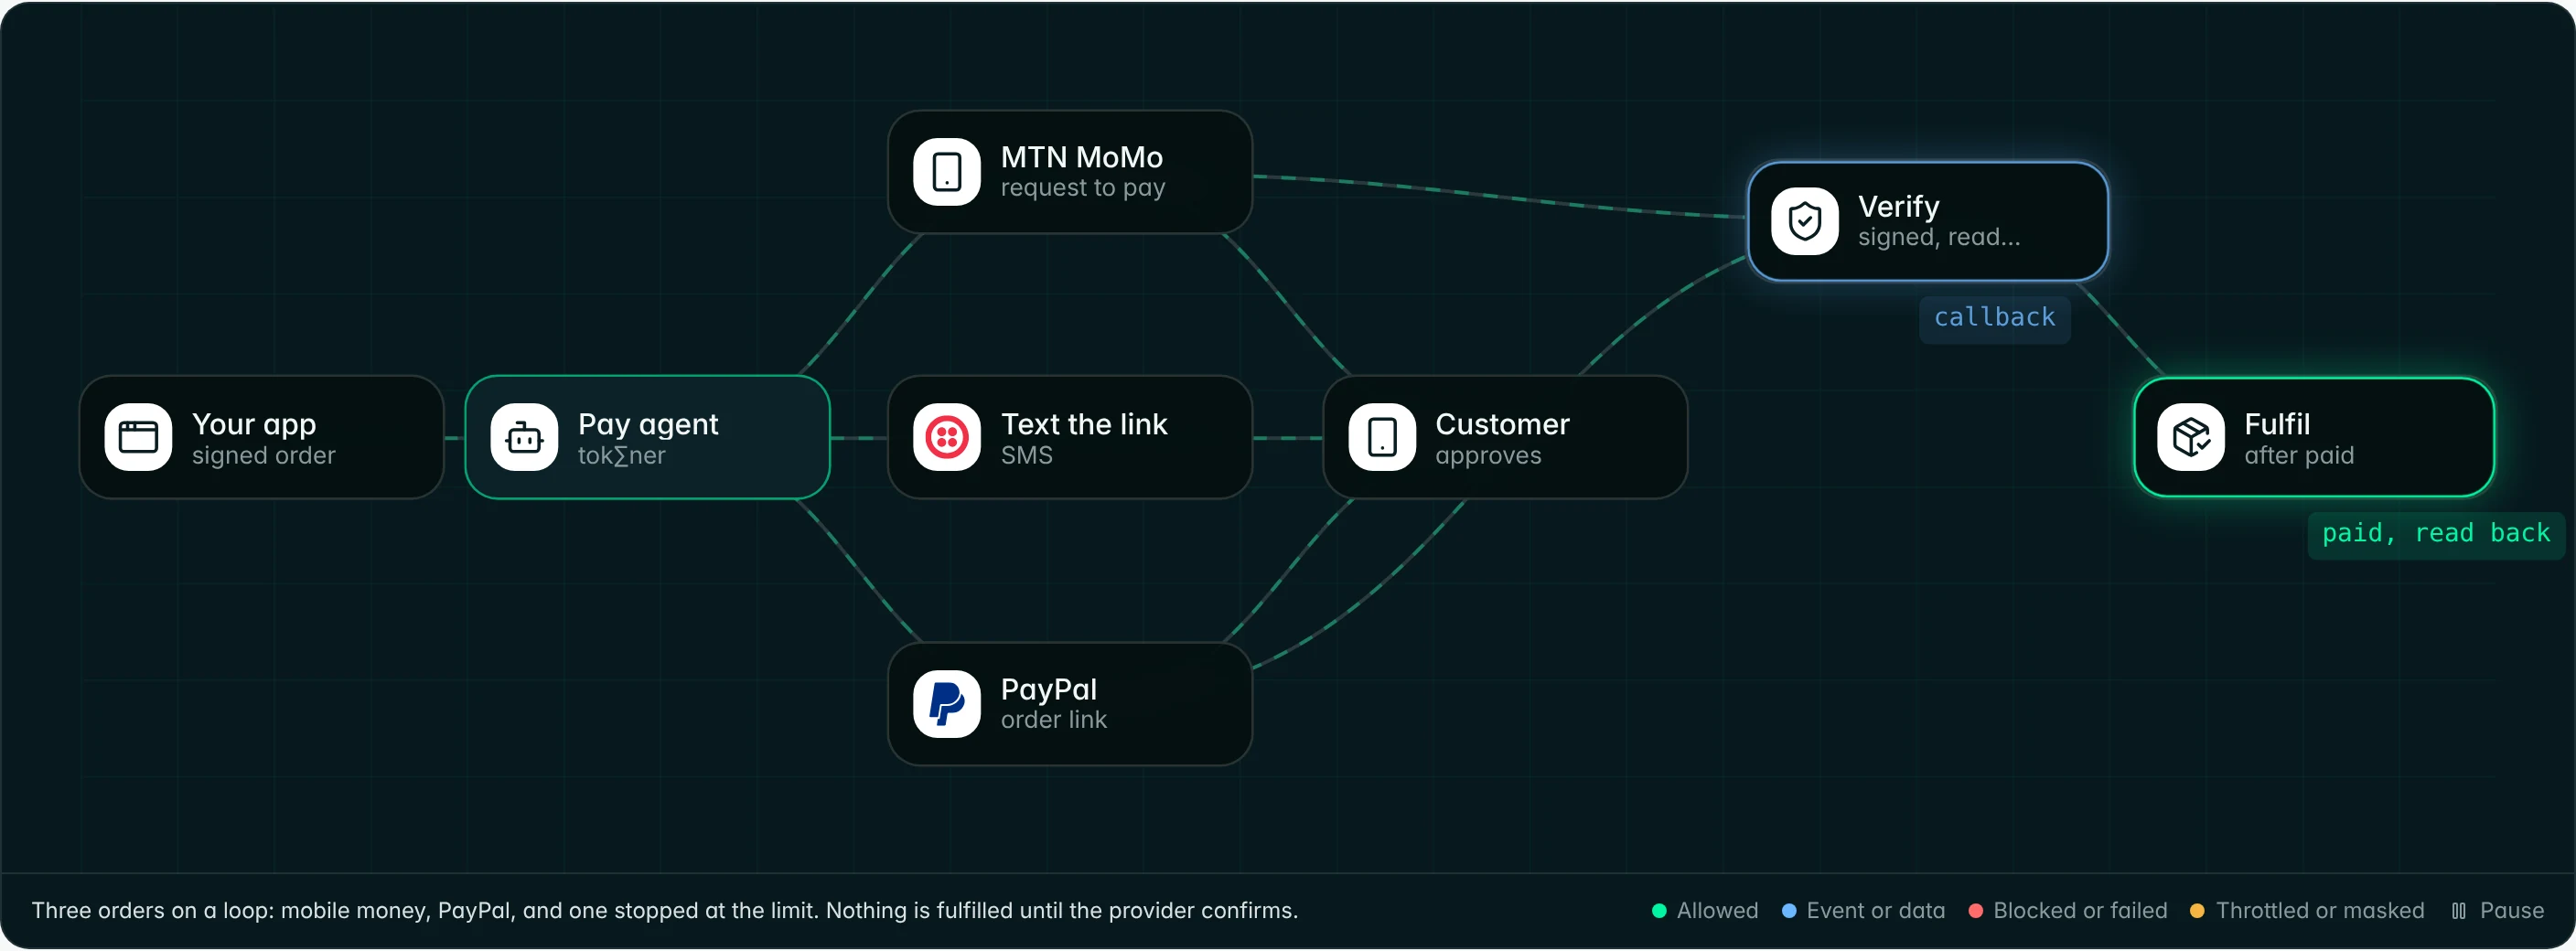 MTN MoMo
request to pay
Verify
signed, read...
callback
Your app
signed order
Pay agent
tok∑ner
Text the link
SMS
Customer
approves
Fulfil
after paid
paid, read back
PayPal
order link
Three orders on a loop: mobile money, PayPal, and one stopped at the limit. Nothing is fulfilled until the provider confirms.
Allowed
Event or data
Blocked or failed
Throttled or masked
Pause